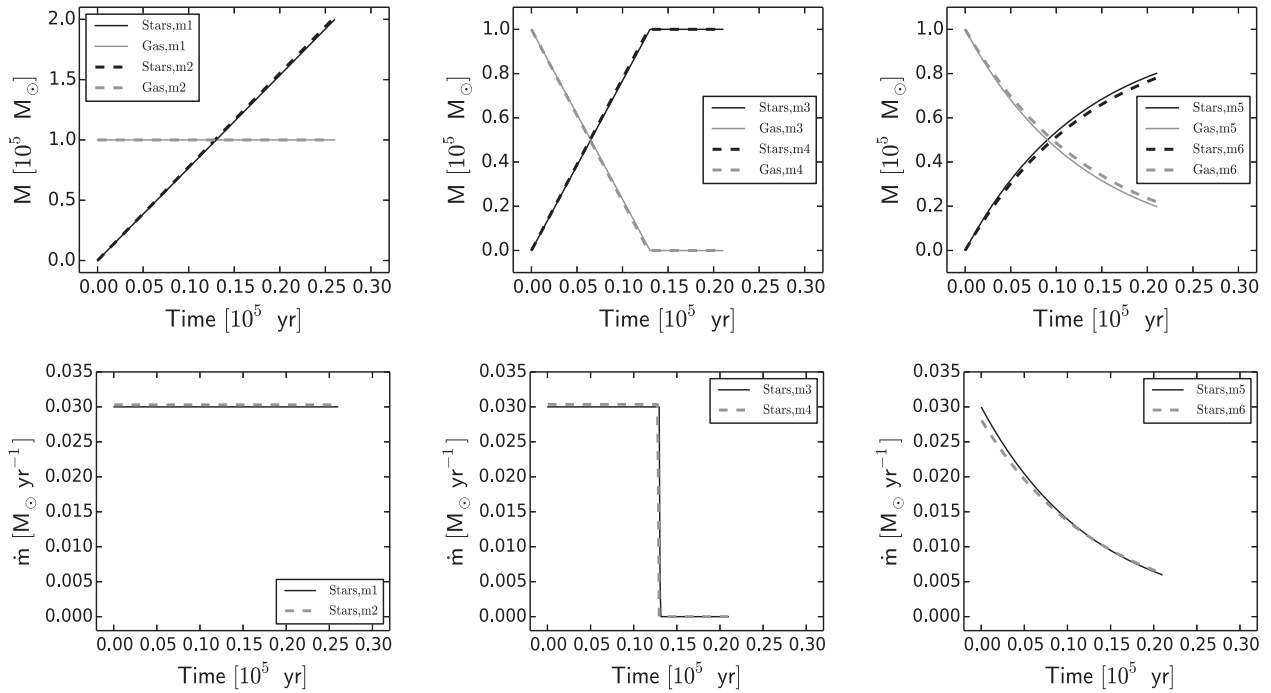 M [10⁵ M☉]
2.0
1.5
1.0
0.5
0.0
Stars,m1
Gas,m1
Stars,m2
Gas,m2
0.00 0.05 0.10 0.15 0.20 0.25 0.30
Time [10⁵ yr]
M [10⁵ M☉]
1.0
0.8
0.6
0.4
0.2
0.0
Stars,m3
Gas,m3
Stars,m4
Gas,m4
0.00 0.05 0.10 0.15 0.20 0.25 0.30
Time [10⁵ yr]
M [10⁵ M☉]
1.0
0.8
0.6
0.4
0.2
0.0
Stars,m5
Gas,m5
Stars,m6
Gas,m6
0.00 0.05 0.10 0.15 0.20 0.25 0.30
Time [10⁵ yr]
ṁ [M☉ yr⁻¹]
0.035
0.030
0.025
0.020
0.015
0.010
0.005
0.000
Stars,m1
Stars,m2
0.00 0.05 0.10 0.15 0.20 0.25 0.30
Time [10⁵ yr]
ṁ [M☉ yr⁻¹]
0.035
0.030
0.025
0.020
0.015
0.010
0.005
0.000
Stars,m3
Stars,m4
0.00 0.05 0.10 0.15 0.20 0.25 0.30
Time [10⁵ yr]
ṁ [M☉ yr⁻¹]
0.035
0.030
0.025
0.020
0.015
0.010
0.005
0.000
Stars,m5
Stars,m6
0.00 0.05 0.10 0.15 0.20 0.25 0.30
Time [10⁵ yr]